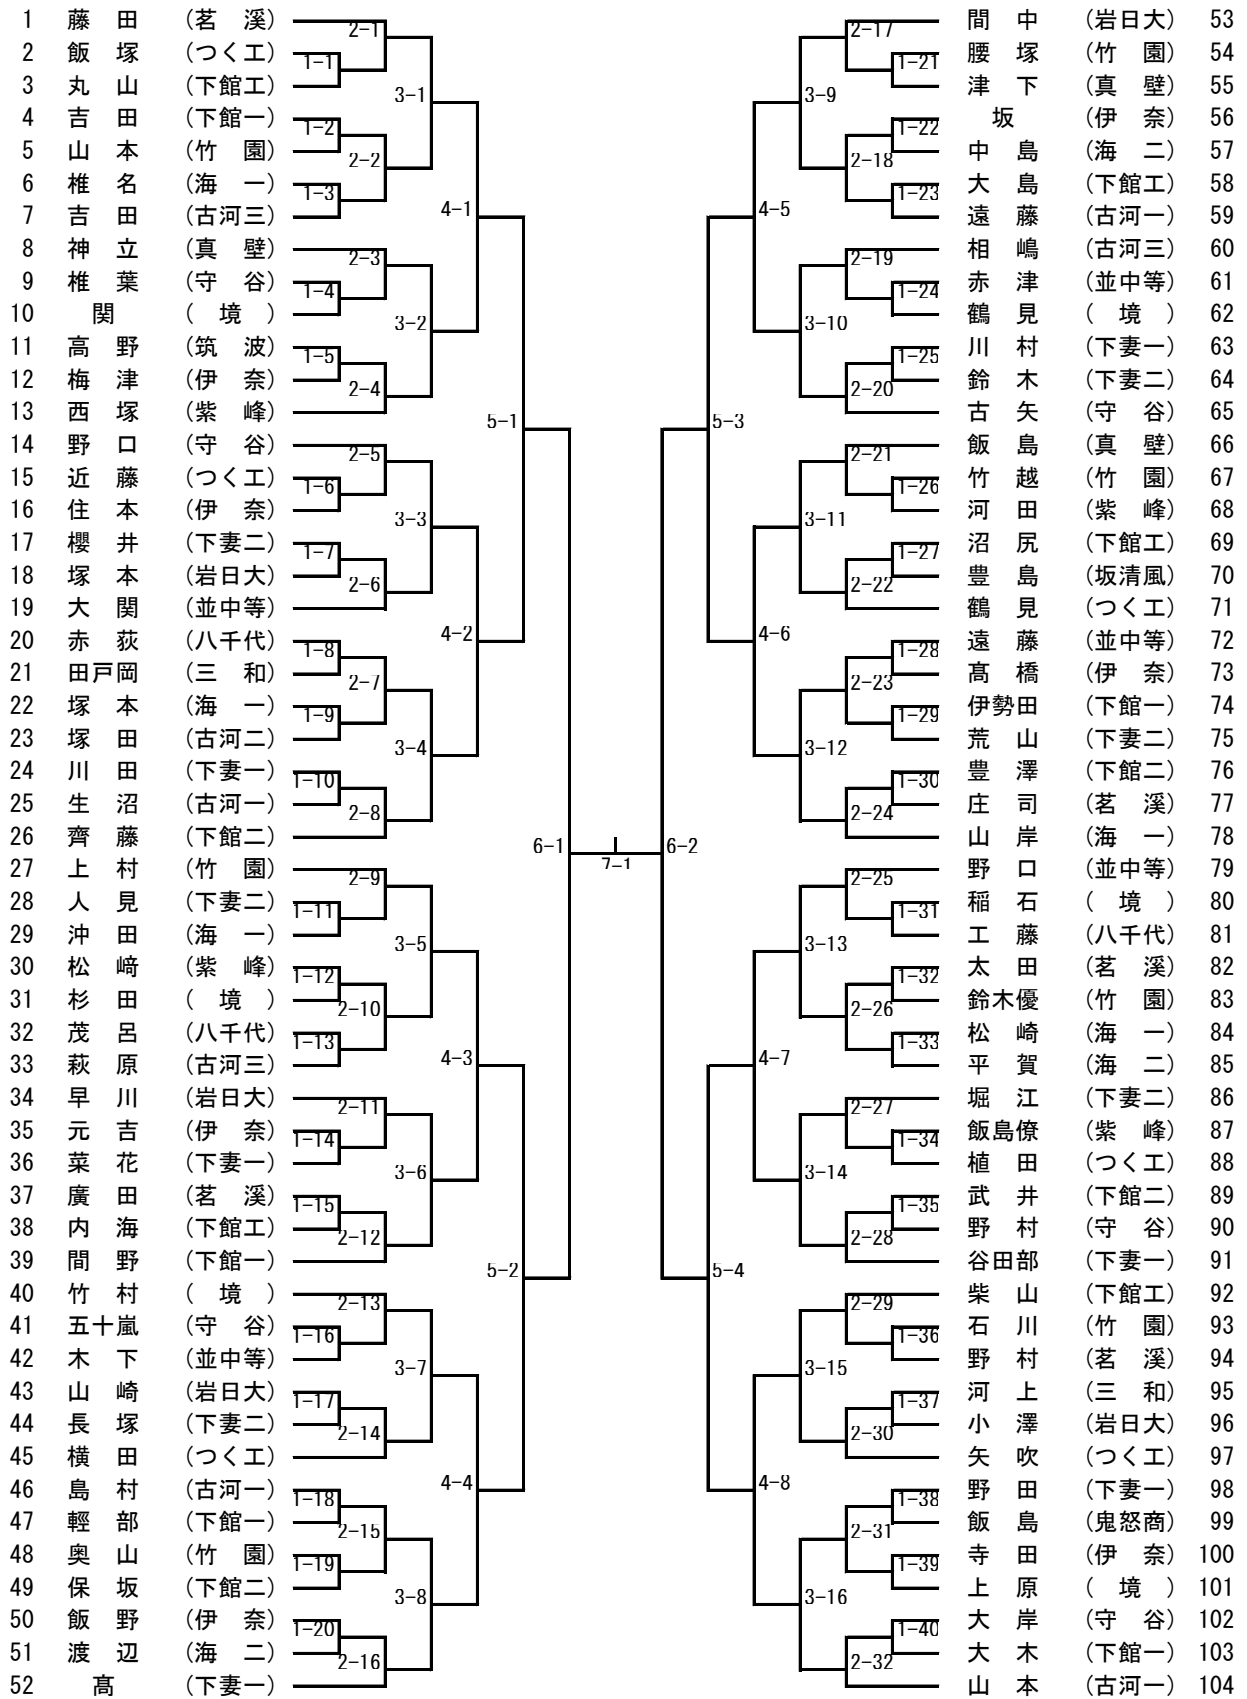 1 藤田 (茗溪)
2 飯塚 (つく工)
3 丸山 (下館工)
4 吉田 (下館一)
5 山本 (竹園)
6 椎名 (海一)
7 吉田 (古河三)
8 神立 (真壁)
9 椎葉 (守谷)
10 関 (境)
11 高野 (筑波)
12 梅津 (伊奈)
13 西塚 (紫峰)
14 野口 (守谷)
15 近藤 (つく工)
16 住本 (伊奈)
17 櫻井 (下妻二)
18 塚本 (岩日大)
19 大関 (並中等)
20 赤荻 (八千代)
21 田戸岡 (三和)
22 塚本 (海一)
23 塚田 (古河二)
24 川田 (下妻一)
25 生沼 (古河一)
26 齊藤 (下館二)
27 上村 (竹園)
28 人見 (下妻二)
29 沖田 (海一)
30 松﨑 (紫峰)
31 杉田 (境)
32 茂呂 (八千代)
33 萩原 (古河三)
34 早川 (岩日大)
35 元吉 (伊奈)
36 菜花 (下妻一)
37 廣田 (茗溪)
38 内海 (下館工)
39 間野 (下館一)
40 竹村 (境)
41 五十嵐 (守谷)
42 木下 (並中等)
43 山崎 (岩日大)
44 長塚 (下妻二)
45 横田 (つく工)
46 島村 (古河一)
47 輕部 (下館一)
48 奥山 (竹園)
49 保坂 (下館二)
50 飯野 (伊奈)
51 渡辺 (海二)
52 髙 (下妻一)
1-1
1-2
1-3
1-4
1-5
1-6
1-7
1-8
1-9
1-10
1-11
1-12
1-13
1-14
1-15
1-16
1-17
1-18
1-19
1-20
2-1
2-2
2-3
2-4
2-5
2-6
2-7
2-8
2-9
2-10
2-11
2-12
2-13
2-14
2-15
2-16
3-1
3-2
3-3
3-4
3-5
3-6
3-7
3-8
4-1
4-2
4-3
4-4
5-1
5-2
6-1
7-1
6-2
5-3
5-4
4-5
4-6
4-7
4-8
3-9
3-10
3-11
3-12
3-13
3-14
3-15
3-16
2-17
2-18
2-19
2-20
2-21
2-22
2-23
2-24
2-25
2-26
2-27
2-28
2-29
2-30
2-31
2-32
1-21
1-22
1-23
1-24
1-25
1-26
1-27
1-28
1-29
1-30
1-31
1-32
1-33
1-34
1-35
1-36
1-37
1-38
1-39
1-40
間中 (岩日大) 53
腰塚 (竹園) 54
津下 (真壁) 55
坂 (伊奈) 56
中島 (海二) 57
大島 (下館工) 58
遠藤 (古河一) 59
相嶋 (古河三) 60
赤津 (並中等) 61
鶴見 (境) 62
川村 (下妻一) 63
鈴木 (下妻二) 64
古矢 (守谷) 65
飯島 (真壁) 66
竹越 (竹園) 67
河田 (紫峰) 68
沼尻 (下館工) 69
豊島 (坂清風) 70
鶴見 (つく工) 71
遠藤 (並中等) 72
髙橋 (伊奈) 73
伊勢田 (下館一) 74
荒山 (下妻二) 75
豊澤 (下館二) 76
庄司 (茗溪) 77
山岸 (海一) 78
野口 (並中等) 79
稲石 (境) 80
工藤 (八千代) 81
太田 (茗溪) 82
鈴木優 (竹園) 83
松崎 (海一) 84
平賀 (海二) 85
堀江 (下妻二) 86
飯島僚 (紫峰) 87
植田 (つく工) 88
武井 (下館二) 89
野村 (守谷) 90
谷田部 (下妻一) 91
柴山 (下館工) 92
石川 (竹園) 93
野村 (茗溪) 94
河上 (三和) 95
小澤 (岩日大) 96
矢吹 (つく工) 97
野田 (下妻一) 98
飯島 (鬼怒商) 99
寺田 (伊奈) 100
上原 (境) 101
大岸 (守谷) 102
大木 (下館一) 103
山本 (古河一) 104